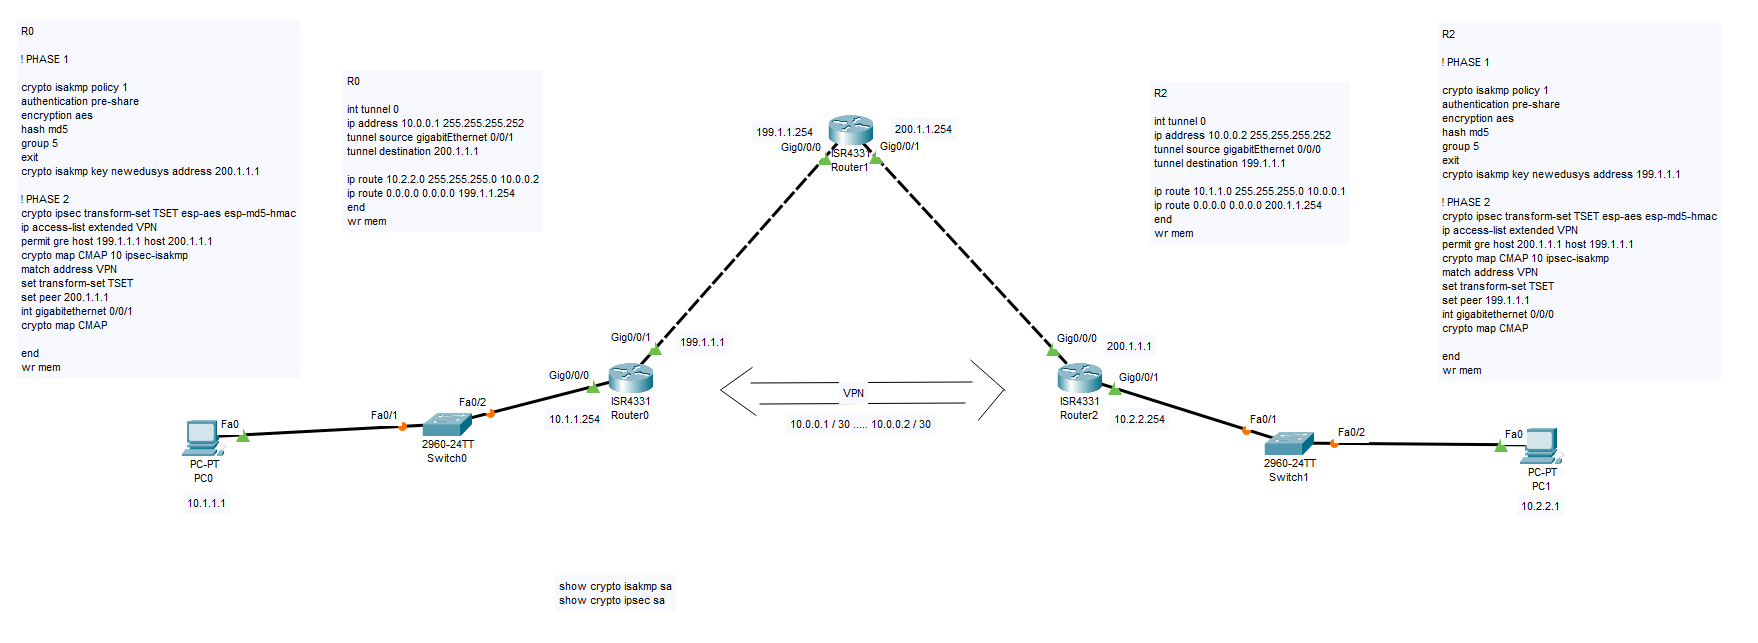 R0
! PHASE 1
crypto isakmp policy 1
authentication pre-share
encryption aes
hash md5
group 5
exit
crypto isakmp key newedusys address 200.1.1.1
! PHASE 2
crypto ipsec transform-set TSET esp-aes esp-md5-hmac
ip access-list extended VPN
permit gre host 199.1.1.1 host 200.1.1.1
crypto map CMAP 10 ipsec-isakmp
match address VPN
set transform-set TSET
set peer 200.1.1.1
int gigabitethernet 0/0/1
crypto map CMAP
end
wr mem
R0
int tunnel 0
ip address 10.0.0.1 255.255.255.252
tunnel source gigabitEthernet 0/0/1
tunnel destination 200.1.1.1
ip route 10.2.2.0 255.255.255.0 10.0.0.2
ip route 0.0.0.0 0.0.0.0 199.1.1.254
end
wr mem
199.1.1.254
200.1.1.254
Gig0/0/0
Gig0/0/1
ISR4331
Router1
R2
int tunnel 0
ip address 10.0.0.2 255.255.255.252
tunnel source gigabitEthernet 0/0/0
tunnel destination 199.1.1.1
ip route 10.1.1.0 255.255.255.0 10.0.0.1
ip route 0.0.0.0 0.0.0.0 200.1.1.254
end
wr mem
R2
! PHASE 1
crypto isakmp policy 1
authentication pre-share
encryption aes
hash md5
group 5
exit
crypto isakmp key newedusys address 199.1.1.1
! PHASE 2
crypto ipsec transform-set TSET esp-aes esp-md5-hmac
ip access-list extended VPN
permit gre host 200.1.1.1 host 199.1.1.1
crypto map CMAP 10 ipsec-isakmp
match address VPN
set transform-set TSET
set peer 199.1.1.1
int gigabitethernet 0/0/0
crypto map CMAP
end
wr mem
Gig0/0/1
199.1.1.1
Gig0/0/0
ISR4331
Router0
10.1.1.254
Fa0/2
Fa0/1
2960-24TT
Switch0
Fa0
PC-PT
PC0
10.1.1.1
VPN
10.0.0.1 / 30 ..... 10.0.0.2 / 30
Gig0/0/0
200.1.1.1
Gig0/0/1
ISR4331
Router2
10.2.2.254
Fa0/1
Fa0/2
2960-24TT
Switch1
Fa0
PC-PT
PC1
10.2.2.1
show crypto isakmp sa
show crypto ipsec sa